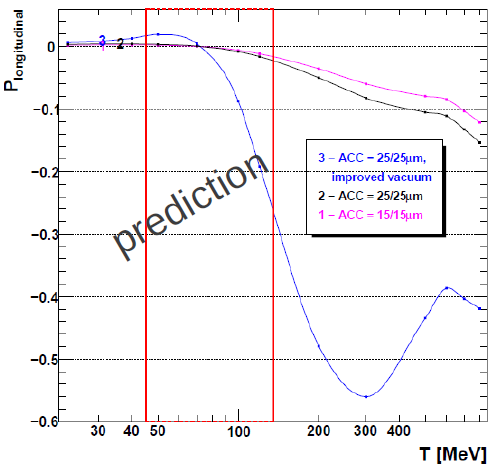 P longitudinal
0
−0.1
−0.2
−0.3
−0.4
−0.5
−0.6
3
2
1
3 – ACC = 25/25μm,
improved vacuum
2 – ACC = 25/25μm
1 – ACC = 15/15μm
prediction
30 40 50 100 200 300 400
T [MeV]